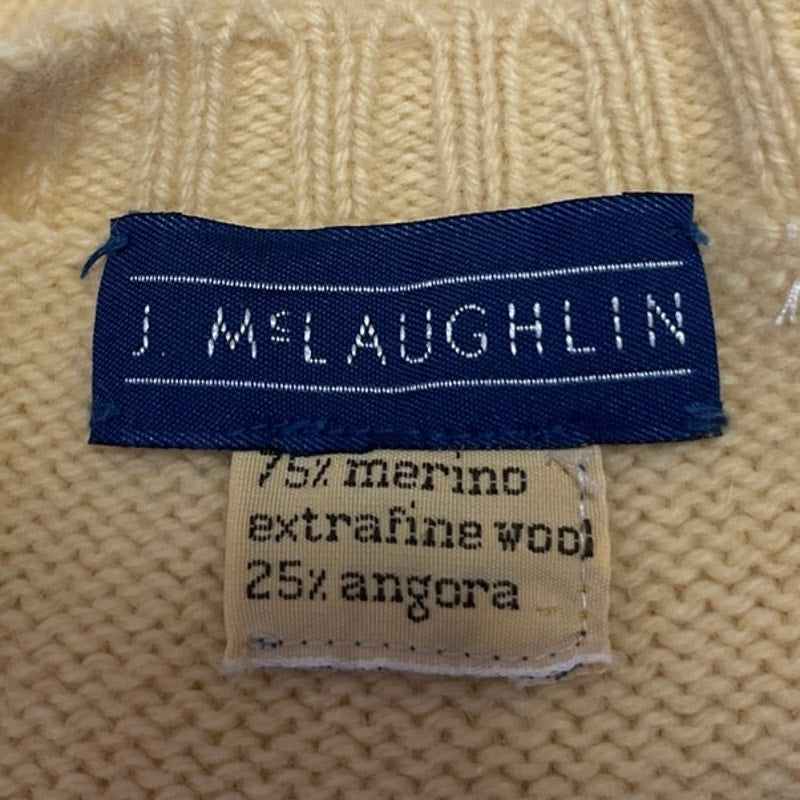 J. McLAUGHLIN
75% merino
extrafine wool
25% angora